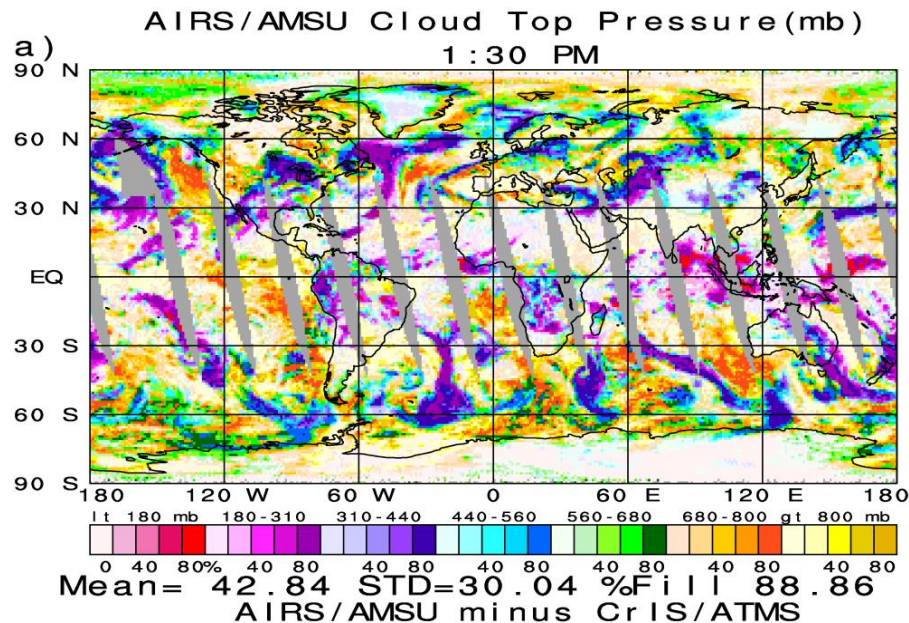 AIRS/AMSU Cloud Top Pressure(mb)
a)
1:30 PM
90 N
60 N
30 N
EQ
30 S
60 S
90 S
180 120 W 60 W 0 60 E 120 E 180
lt 180 mb 180-310 310-440 440-560 560-680 680-800 gt 800 mb
0 40 80% 40 80 40 80 40 80 40 80 40 80 40 80
Mean= 42.84 STD=30.04 %Fill 88.86
AIRS/AMSU minus CrIS/ATMS